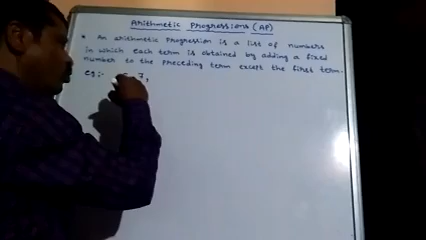 Arithmetic Progressions (AP)
* An arithmetic progression is a list of numbers
in which each term is obtained by adding a fixed
number to the preceding term except the first term.
eg:- 7,